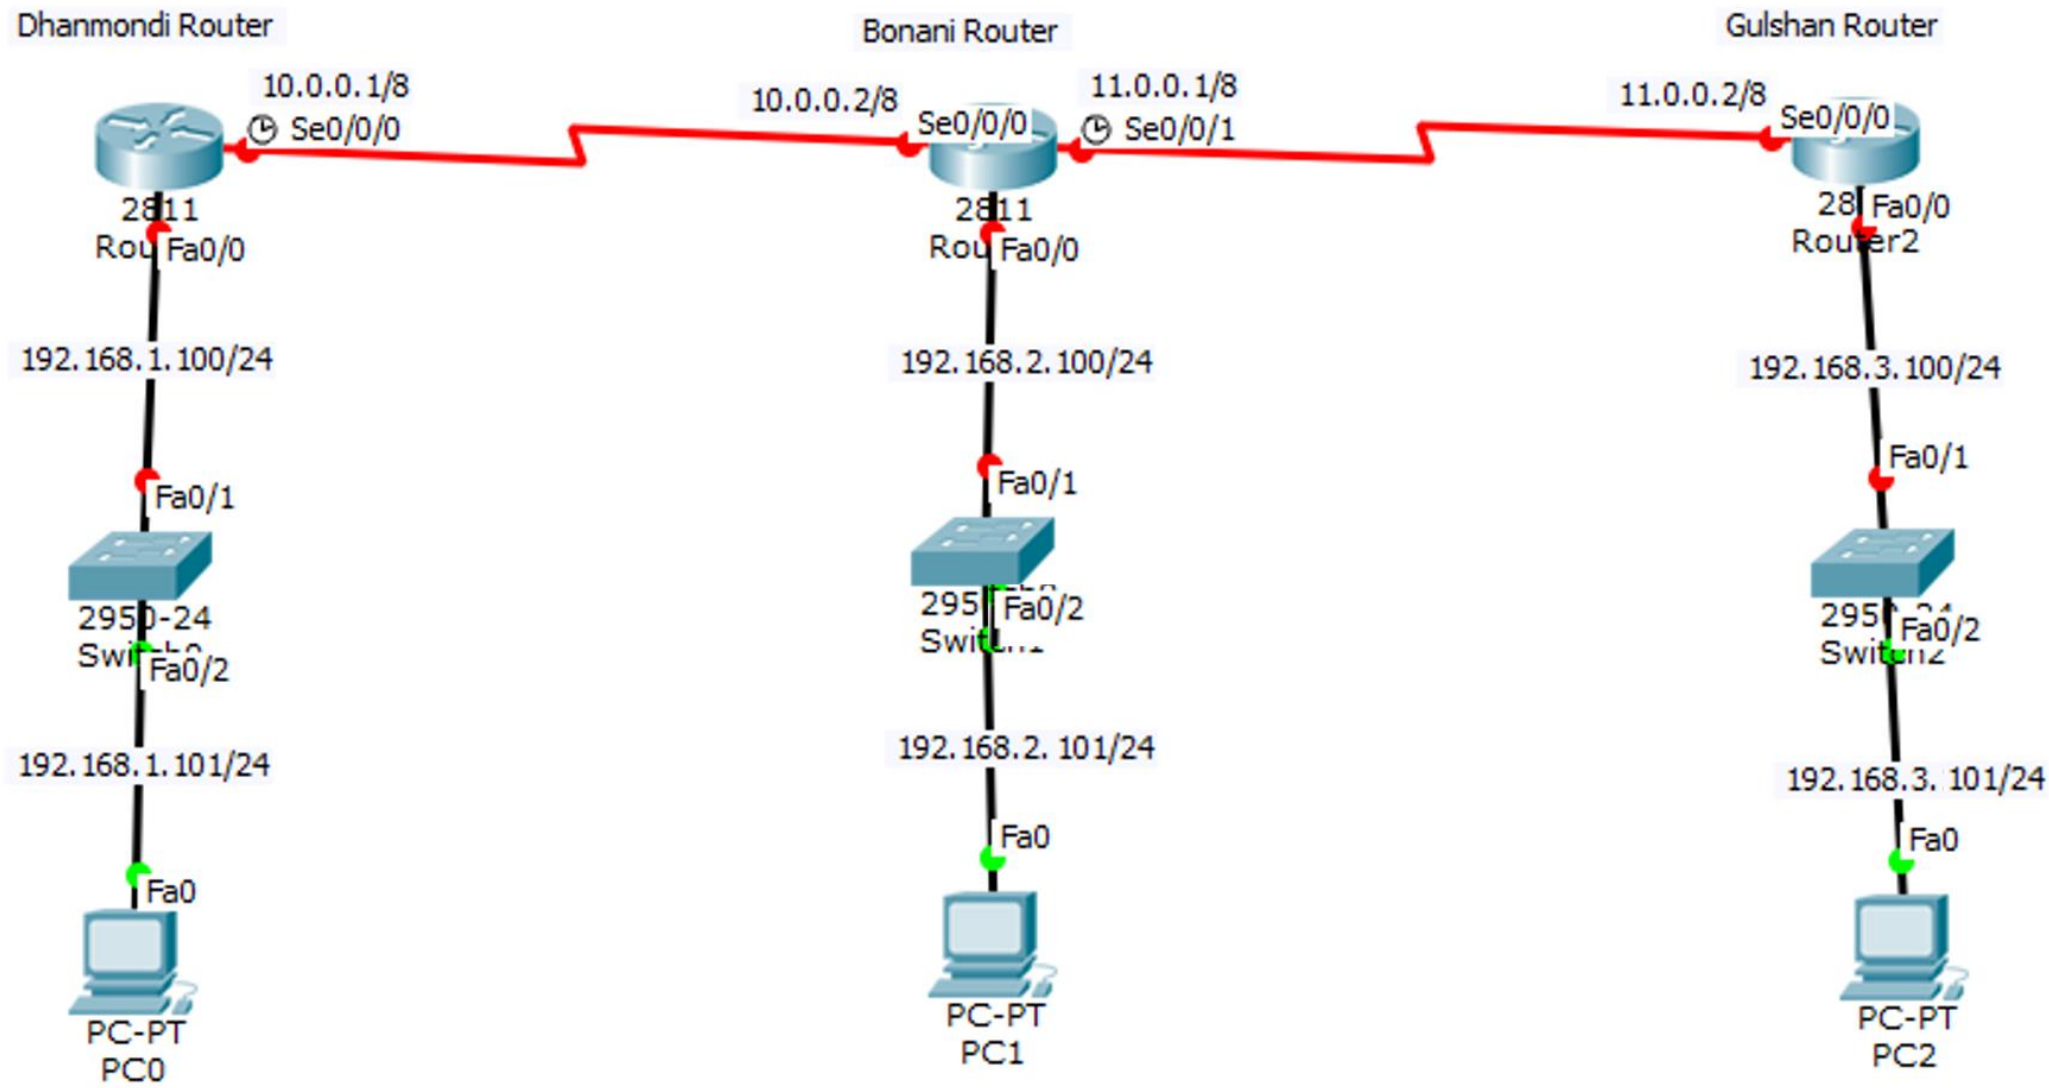 Dhanmondi Router
Bonani Router
Gulshan Router
10.0.0.1/8
Se0/0/0
10.0.0.2/8
Se0/0/0
11.0.0.1/8
Se0/0/1
11.0.0.2/8
Se0/0/0
2811
Fa0/0
2811
Fa0/0
28
Fa0/0
Router2
192.168.1.100/24
192.168.2.100/24
192.168.3.100/24
Fa0/1
Fa0/1
Fa0/1
2950-24
Fa0/2
Fa0/2
Fa0/2
Switch2
192.168.1.101/24
192.168.2.101/24
192.168.3.101/24
Fa0
Fa0
Fa0
PC-PT
PC0
PC-PT
PC1
PC-PT
PC2